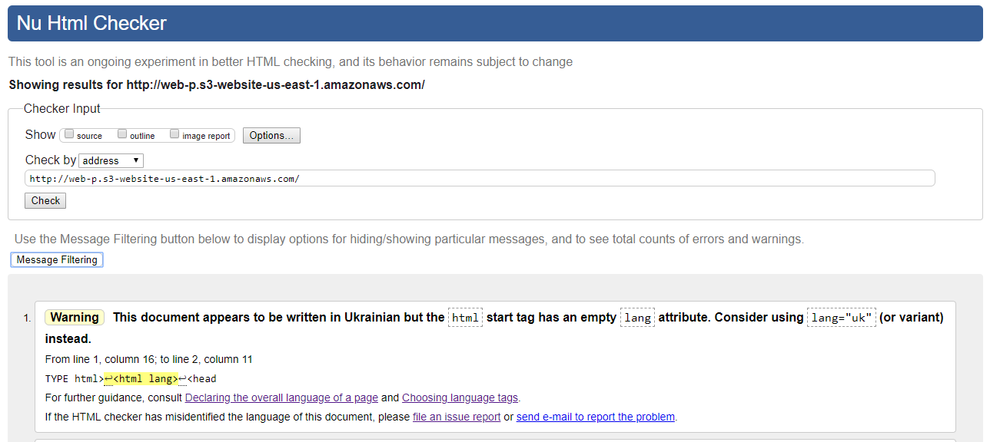 Nu Html Checker
This tool is an ongoing experiment in better HTML checking, and its behavior remains subject to change
Showing results for http://web-p.s3-website-us-east-1.amazonaws.com/
Checker Input
Show source outline image report Options...
Check by address
http://web-p.s3-website-us-east-1.amazonaws.com/
Check
Use the Message Filtering button below to display options for hiding/showing particular messages, and to see total counts of errors and warnings.
Message Filtering
1. Warning This document appears to be written in Ukrainian but the html start tag has an empty lang attribute. Consider using lang="uk" (or variant)
instead.
From line 1, column 16; to line 2, column 11
TYPE html>↩<html lang>↩<head
For further guidance, consult Declaring the overall language of a page and Choosing language tags.
If the HTML checker has misidentified the language of this document, please file an issue report or send e-mail to report the problem.